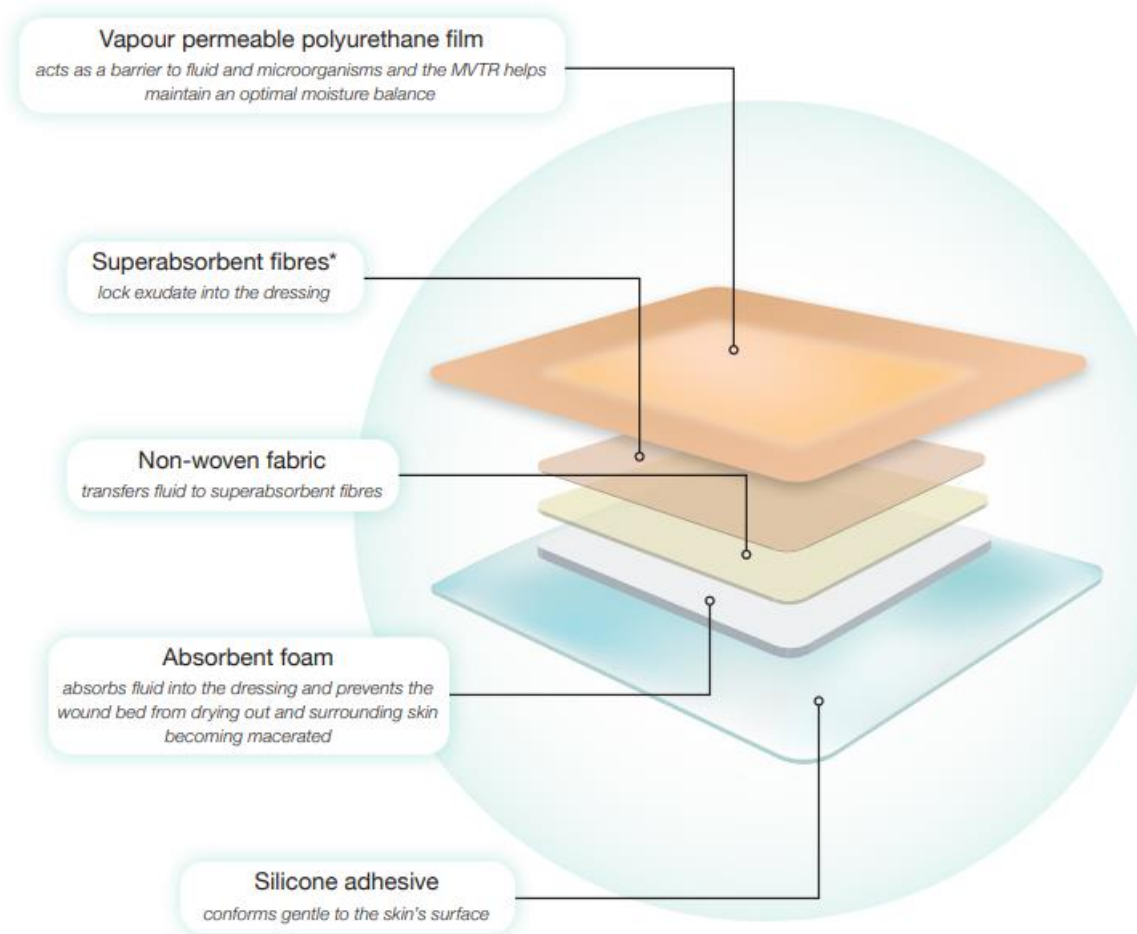 Vapour permeable polyurethane film
acts as a barrier to fluid and microorganisms and the MVTR helps
maintain an optimal moisture balance
Superabsorbent fibres*
lock exudate into the dressing
Non-woven fabric
transfers fluid to superabsorbent fibres
Absorbent foam
absorbs fluid into the dressing and prevents the
wound bed from drying out and surrounding skin
becoming macerated
Silicone adhesive
conforms gentle to the skin's surface